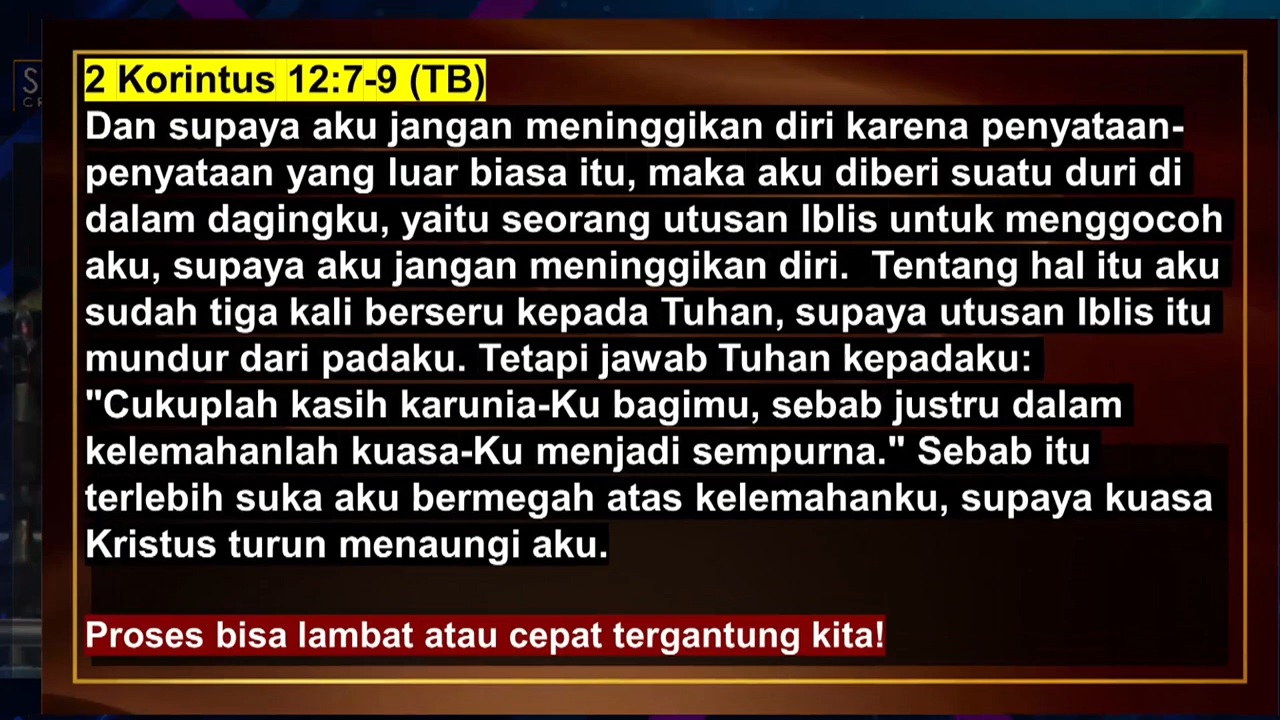 2 Korintus 12:7-9 (TB)
Dan supaya aku jangan meninggikan diri karena penyataan-
penyataan yang luar biasa itu, maka aku diberi suatu duri di
dalam dagingku, yaitu seorang utusan Iblis untuk menggocoh
aku, supaya aku jangan meninggikan diri.  Tentang hal itu aku
sudah tiga kali berseru kepada Tuhan, supaya utusan Iblis itu
mundur dari padaku. Tetapi jawab Tuhan kepadaku:
"Cukuplah kasih karunia-Ku bagimu, sebab justru dalam
kelemahanlah kuasa-Ku menjadi sempurna." Sebab itu
terlebih suka aku bermegah atas kelemahanku, supaya kuasa
Kristus turun menaungi aku.
Proses bisa lambat atau cepat tergantung kita!